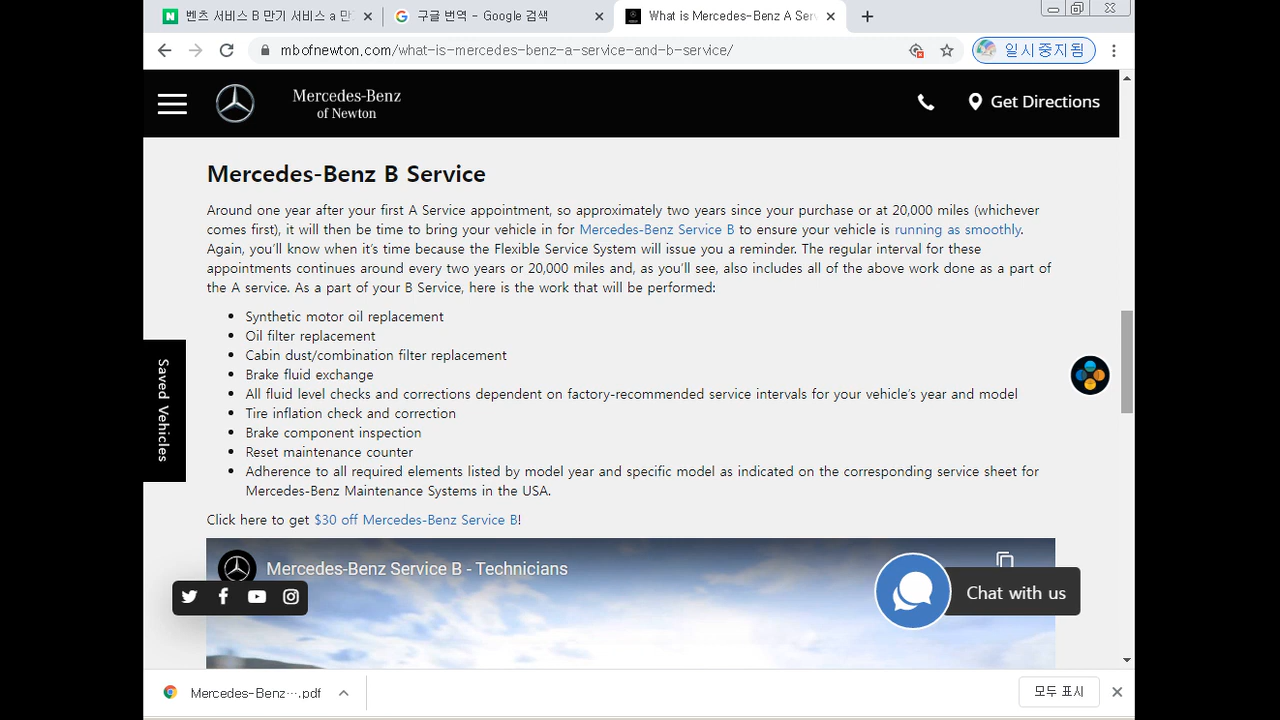 벤츠 서비스 B 만기 서비스 a 만
구글 번역 - Google 검색
What is Mercedes-Benz A Serv
mbofnewton.com/what-is-mercedes-benz-a-service-and-b-service/
일시중지됨
Mercedes-Benz
of Newton
Get Directions
Mercedes-Benz B Service
Around one year after your first A Service appointment, so approximately two years since your purchase or at 20,000 miles (whichever
comes first), it will then be time to bring your vehicle in for Mercedes-Benz Service B to ensure your vehicle is running as smoothly.
Again, you'll know when it's time because the Flexible Service System will issue you a reminder. The regular interval for these
appointments continues around every two years or 20,000 miles and, as you'll see, also includes all of the above work done as a part of
the A service. As a part of your B Service, here is the work that will be performed:
Synthetic motor oil replacement
Oil filter replacement
Cabin dust/combination filter replacement
Brake fluid exchange
All fluid level checks and corrections dependent on factory-recommended service intervals for your vehicle's year and model
Tire inflation check and correction
Brake component inspection
Reset maintenance counter
Adherence to all required elements listed by model year and specific model as indicated on the corresponding service sheet for
Mercedes-Benz Maintenance Systems in the USA.
Saved Vehicles
Click here to get $30 off Mercedes-Benz Service B!
Mercedes-Benz Service B - Technicians
Chat with us
Mercedes-Benz….pdf
모두 표시